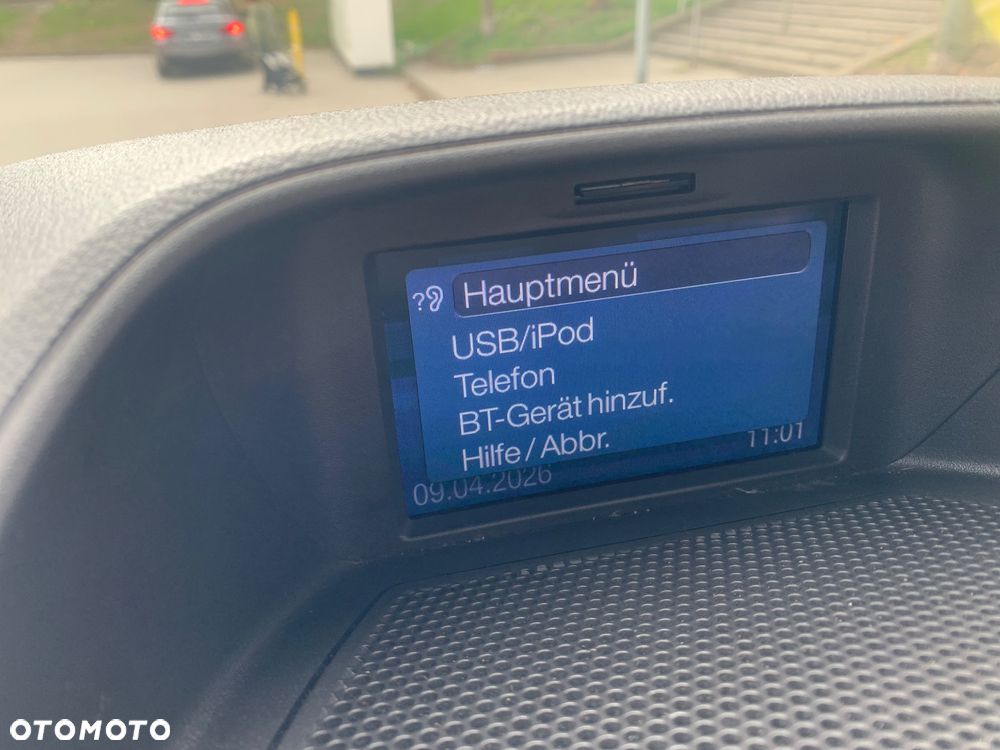 Hauptmenü
USB/iPod
Telefon
BT-Gerät hinzuf.
Hilfe / Abbr.
09.04.2026 11:01
OTOMOTO